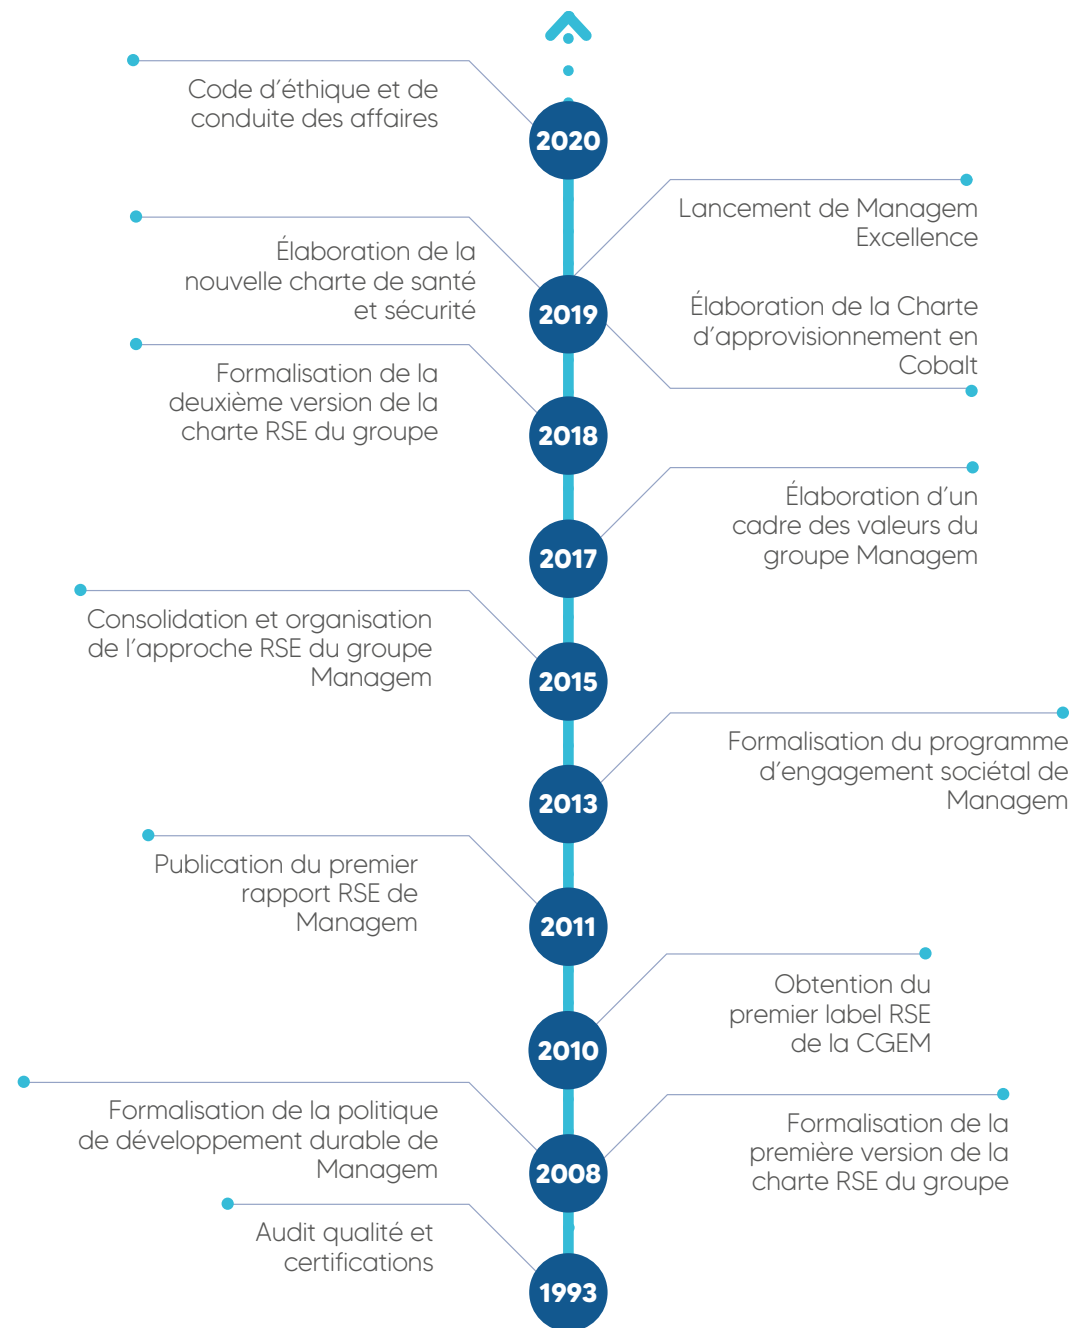 Code d’éthique et de
conduite des affaires
2020
Lancement de Managem
Excellence
Élaboration de la
nouvelle charte de santé
et sécurité
2019
Élaboration de la Charte
d’approvisionnement en
Cobalt
Formalisation de la
deuxième version de la
charte RSE du groupe
2018
Élaboration d’un
cadre des valeurs du
groupe Managem
2017
Consolidation et organisation
de l’approche RSE du groupe
Managem
2015
Formalisation du programme
d’engagement sociétal de
Managem
2013
Publication du premier
rapport RSE de
Managem
2011
Obtention du
premier label RSE
de la CGEM
2010
Formalisation de la politique
de développement durable de
Managem
2008
Formalisation de la
première version de la
charte RSE du groupe
Audit qualité et
certifications
1993